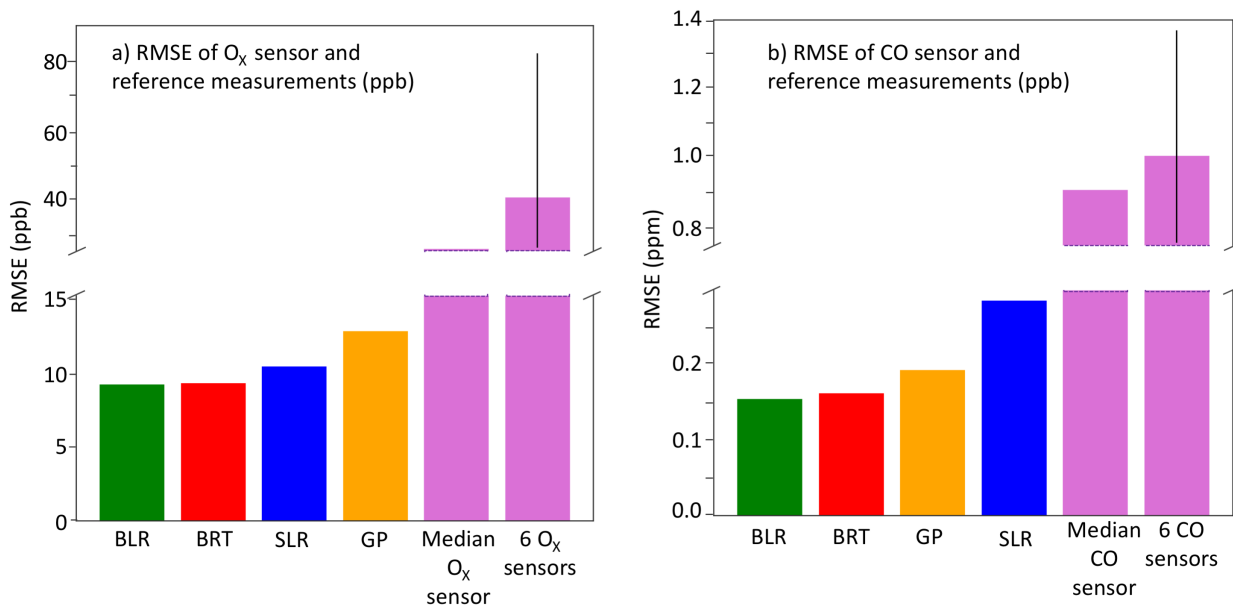 a) RMSE of OX sensor and
reference measurements (ppb)
RMSE (ppb)
80
60
40
15
10
5
0
BLR
BRT
SLR
GP
Median
OX
sensor
6 OX
sensors
b) RMSE of CO sensor and
reference measurements (ppb)
RMSE (ppm)
1.4
1.2
1.0
0.8
0.2
0.1
0.0
BLR
BRT
GP
SLR
Median
CO
sensor
6 CO
sensors